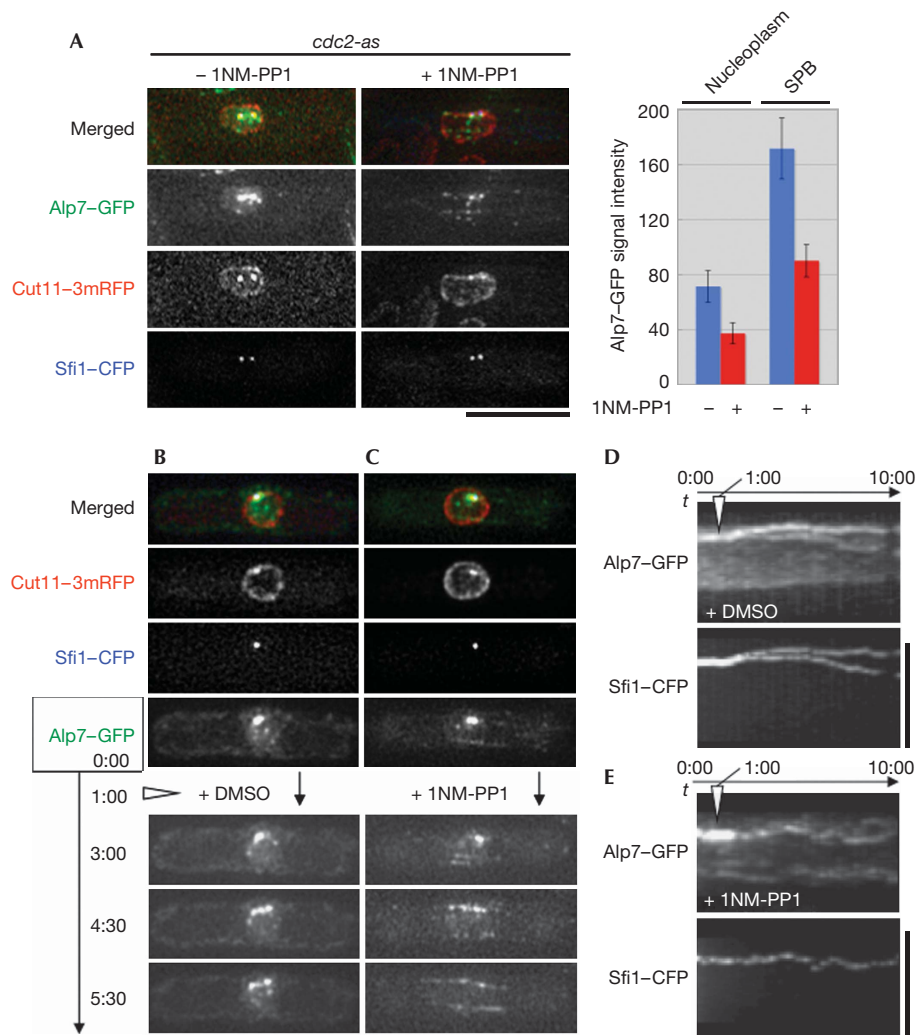 A
cdc2-as
– 1NM-PP1
+ 1NM-PP1
Merged
Alp7–GFP
Cut11–3mRFP
Sfi1–CFP
Nucleoplasm
SPB
Alp7–GFP signal intensity
200
160
120
80
40
0
1NM-PP1
– + – +
B
C
Merged
Cut11–3mRFP
Sfi1–CFP
Alp7–GFP
0:00
1:00
+ DMSO
+ 1NM-PP1
3:00
4:30
5:30
D
0:00 1:00 10:00
t
Alp7–GFP
+ DMSO
Sfi1–CFP
E
0:00 1:00 10:00
t
Alp7–GFP
+ 1NM-PP1
Sfi1–CFP